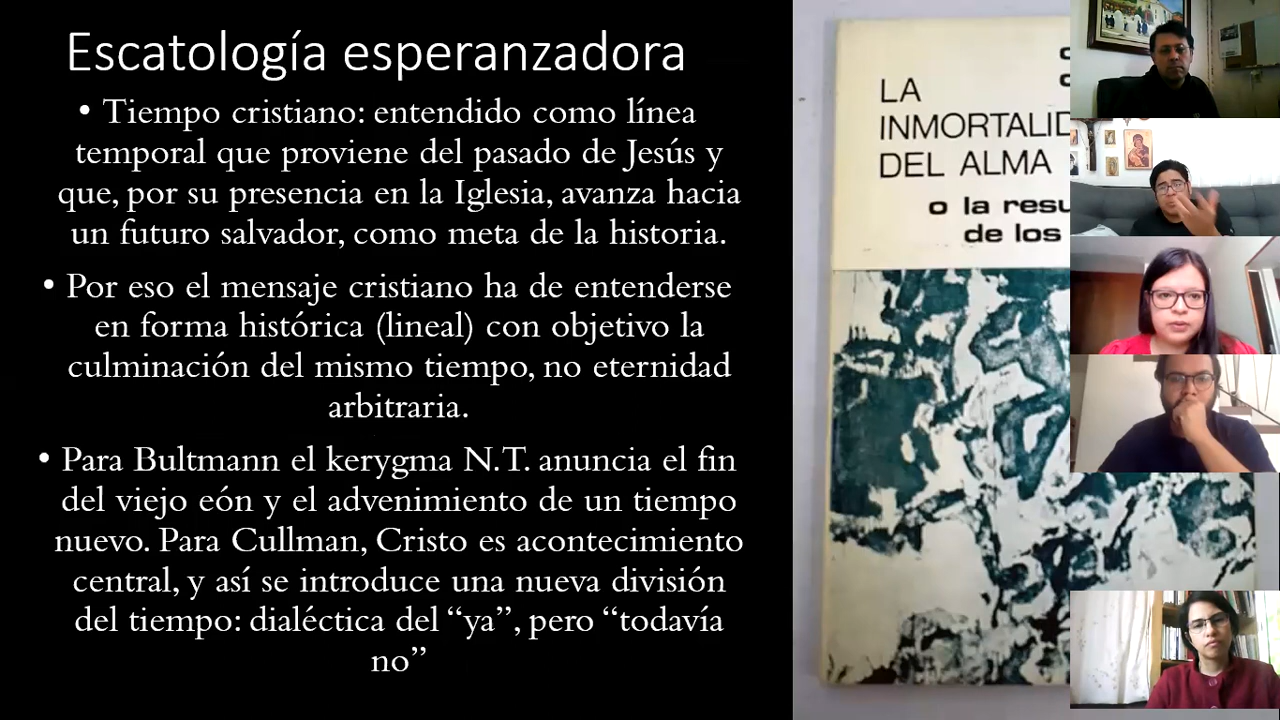 Escatología esperanzadora
• Tiempo cristiano: entendido como línea
temporal que proviene del pasado de Jesús y
que, por su presencia en la Iglesia, avanza hacia
un futuro salvador, como meta de la historia.
• Por eso el mensaje cristiano ha de entenderse
en forma histórica (lineal) con objetivo la
culminación del mismo tiempo, no eternidad
arbitraria.
• Para Bultmann el kerygma N.T. anuncia el fin
del viejo eón y el advenimiento de un tiempo
nuevo. Para Cullman, Cristo es acontecimiento
central, y así se introduce una nueva división
del tiempo: dialéctica del “ya”, pero “todavía
no”
LA
DEL ALMA
o la
de los